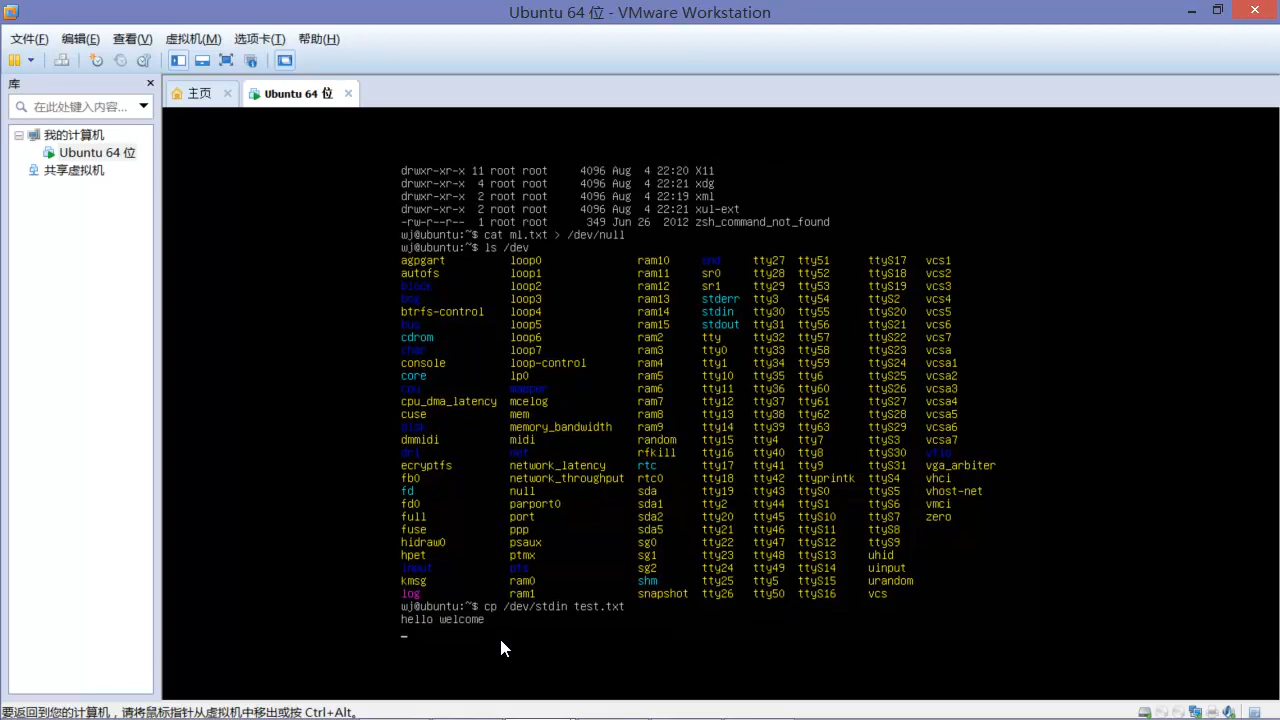 Ubuntu 64 位 - VMware Workstation
文件(F) 编辑(E) 查看(V) 虚拟机(M) 选项卡(T) 帮助(H)
库
在此处键入内容...
我的计算机
Ubuntu 64 位
共享虚拟机
主页
Ubuntu 64 位
drwxr-xr-x 11 root root 4096 Aug 4 22:20 X11
drwxr-xr-x 4 root root 4096 Aug 4 22:21 xdg
drwxr-xr-x 2 root root 4096 Aug 4 22:19 xml
drwxr-xr-x 2 root root 4096 Aug 4 22:21 xul-ext
-rw-r--r-- 1 root root 349 Jun 26 2012 zsh_command_not_found
wj@ubuntu:~$ cat ml.txt > /dev/null
wj@ubuntu:~$ ls /dev
agpgart loop0 ram10 snd tty27 tty51 ttyS17 vcs1
autofs loop1 ram11 sr0 tty28 tty52 ttyS18 vcs2
block loop2 ram12 sr1 tty29 tty53 ttyS19 vcs3
bsg loop3 ram13 stderr tty3 tty54 ttyS2 vcs4
btrfs-control loop4 ram14 stdin tty30 tty55 ttyS20 vcs5
bus loop5 ram15 stdout tty31 tty56 ttyS21 vcs6
cdrom loop6 ram2 tty tty32 tty57 ttyS22 vcs7
char loop7 ram3 tty0 tty33 tty58 ttyS23 vcsa
console loop-control ram4 tty1 tty34 tty59 ttyS24 vcsa1
core lp0 ram5 tty10 tty35 tty6 ttyS25 vcsa2
cpu mapper ram6 tty11 tty36 tty60 ttyS26 vcsa3
cpu_dma_latency mcelog ram7 tty12 tty37 tty61 ttyS27 vcsa4
cuse mem ram8 tty13 tty38 tty62 ttyS28 vcsa5
disk memory_bandwidth ram9 tty14 tty39 tty63 ttyS29 vcsa6
dmmidi midi random tty15 tty4 tty7 ttyS3 vcsa7
dri net rfkill tty16 tty40 tty8 ttyS30 vfio
ecryptfs network_latency rtc tty17 tty41 tty9 ttyS31 vga_arbiter
fb0 network_throughput rtc0 tty18 tty42 ttyprintk ttyS4 vhci
fd null sda tty19 tty43 ttyS0 ttyS5 vhost-net
fd0 parport0 sda1 tty2 tty44 ttyS1 ttyS6 vmci
full port sda2 tty20 tty45 ttyS10 ttyS7 zero
fuse ppp sda5 tty21 tty46 ttyS11 ttyS8
hidraw0 psaux sg0 tty22 tty47 ttyS12 ttyS9
hpet ptmx sg1 tty23 tty48 ttyS13 uhid
input pts sg2 tty24 tty49 ttyS14 uinput
kmsg ram0 shm tty25 tty5 ttyS15 urandom
log ram1 snapshot tty26 tty50 ttyS16 vcs
wj@ubuntu:~$ cp /dev/stdin test.txt
hello welcome
要返回到您的计算机，请将鼠标指针从虚拟机中移出或按 Ctrl+Alt。